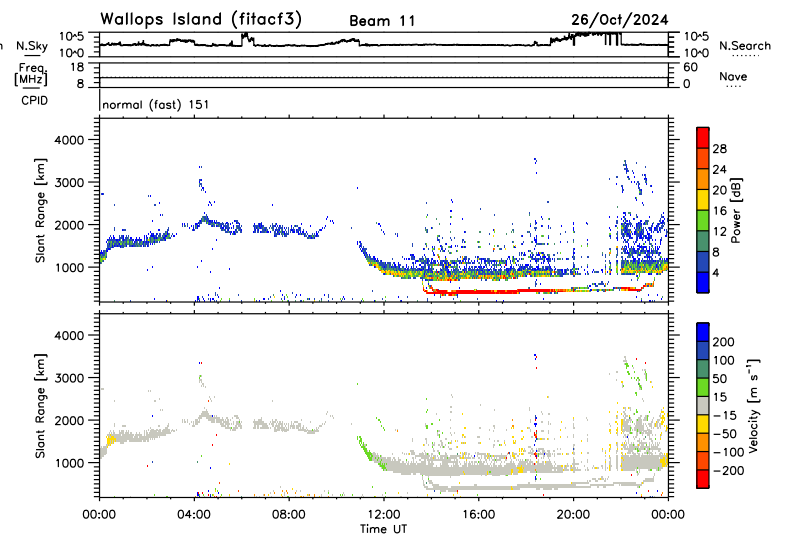 Wallops Island (fitacf3) Beam 11 26/Oct/2024
n N.Sky 10^5 10^0 10^5 10^0 N.Search
Freq. [MHz] 18 8 60 0 Nave
CPID normal (fast) 151
4000
3000
2000
1000
Slant Range [km]
28
24
20
16
12
8
4
Power [dB]
4000
3000
2000
1000
Slant Range [km]
200
100
50
15
-15
-50
-100
-200
Velocity [m s⁻¹]
00:00 04:00 08:00 12:00 16:00 20:00 00:00
Time UT